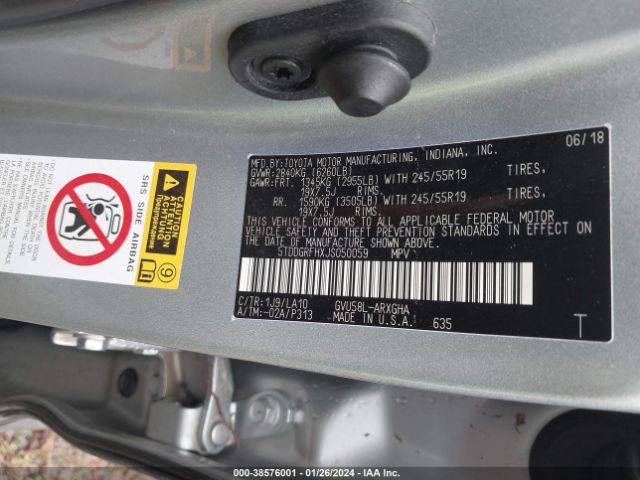 MFD.BY:TOYOTA MOTOR MANUFACTURING, INDIANA, INC. 06/18
GVWR:2840KG (6260LB)
GAWR:FRT. 1345KG (2955LB) WITH 245/55R19 TIRES,
19X7.5J RIMS.
RR. 1590KG (3505LB) WITH 245/55R19 TIRES,
19X7.5J RIMS.
THIS VEHICLE CONFORMS TO ALL APPLICABLE FEDERAL MOTOR
VEHICLE SAFETY AND THEFT PREVENTION STANDARDS IN EFFECT ON
THE DATE OF MANUFACTURE SHOWN ABOVE.
5TDDGRFHXJS050059 MPV
C/TR:1J9/LA10 GVU58L-ARXGHA
A/TM:-02A/P313 MADE IN U.S.A. 635
T
SRS SIDE AIRBAG
CAUTION
ATTENTION
ACHTUNG
9
000-38576001 | 01/26/2024 | IAA Inc.